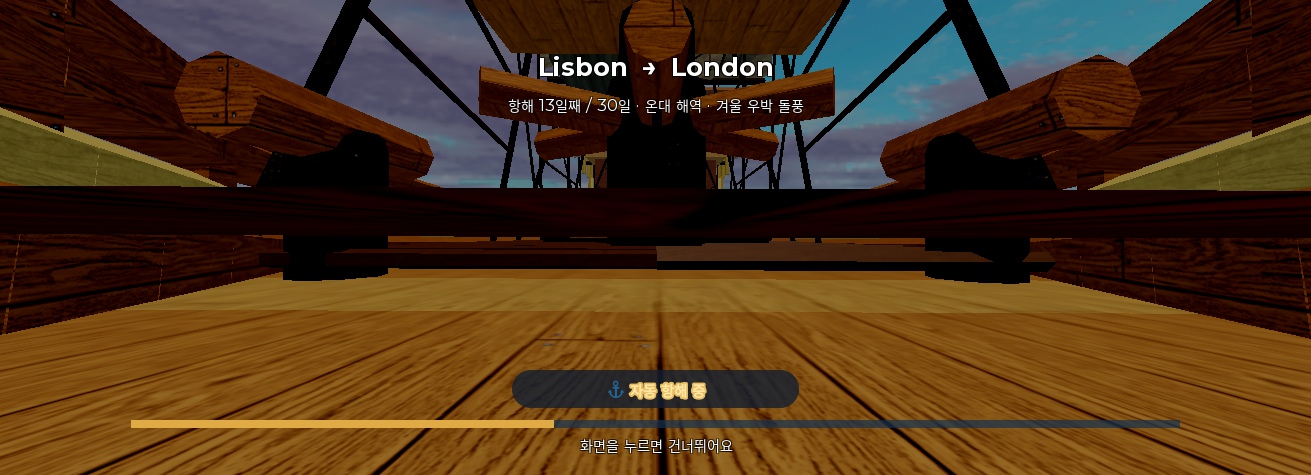 Lisbon → London
항해 13일째 / 30일 · 온대 해역 · 겨울 우박 돌풍
⚓ 자동 항해 중
화면을 누르면 건너뛰어요